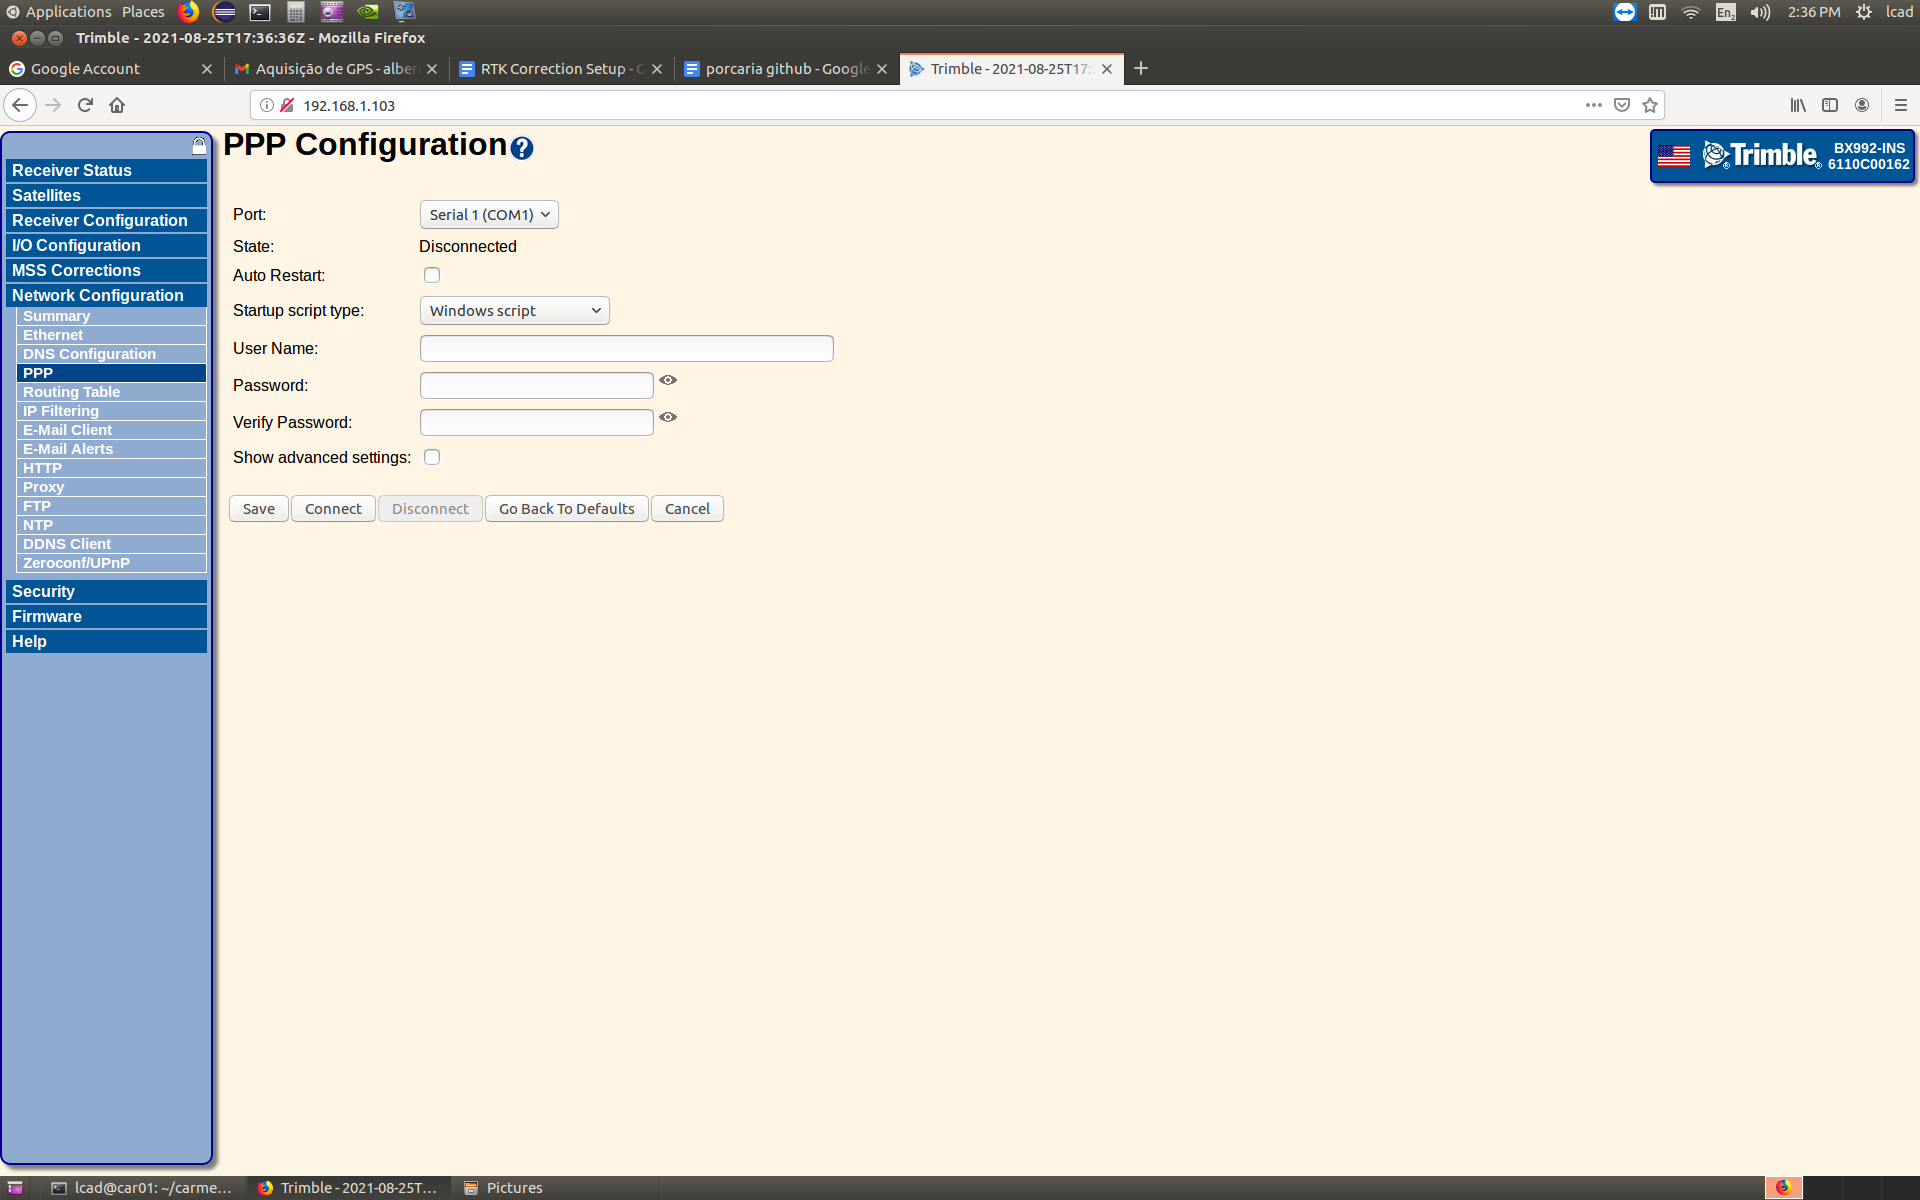 Applications Places
En2
2:36 PM
lcad
Trimble - 2021-08-25T17:36:36Z - Mozilla Firefox
Google Account
Aquisição de GPS - alber
RTK Correction Setup - G
porcaria github - Google
Trimble - 2021-08-25T17:
192.168.1.103
PPP Configuration
Trimble
BX992-INS
6110C00162
Receiver Status
Satellites
Receiver Configuration
I/O Configuration
MSS Corrections
Network Configuration
Summary
Ethernet
DNS Configuration
PPP
Routing Table
IP Filtering
E-Mail Client
E-Mail Alerts
HTTP
Proxy
FTP
NTP
DDNS Client
Zeroconf/UPnP
Security
Firmware
Help
Port: Serial 1 (COM1)
State: Disconnected
Auto Restart:
Startup script type: Windows script
User Name:
Password:
Verify Password:
Show advanced settings:
Save Connect Disconnect Go Back To Defaults Cancel
lcad@car01: ~/carme...
Trimble - 2021-08-25T...
Pictures